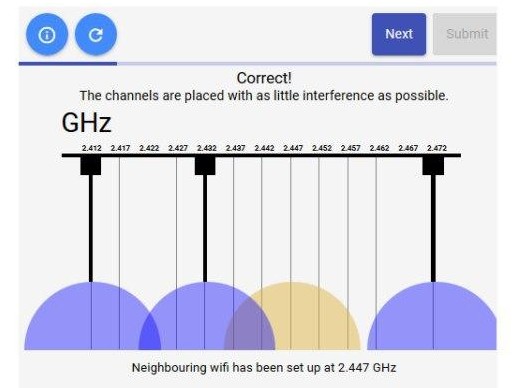 Next Submit
Correct!
The channels are placed with as little interference as possible.
GHz
2.412 2.417 2.422 2.427 2.432 2.437 2.442 2.447 2.452 2.457 2.462 2.467 2.472
Neighbouring wifi has been set up at 2.447 GHz